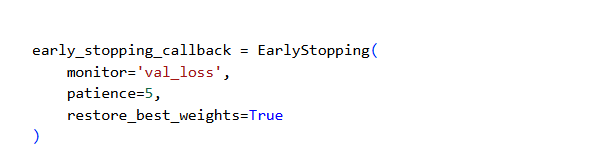 early_stopping_callback = EarlyStopping(
    monitor='val_loss',
    patience=5,
    restore_best_weights=True
)